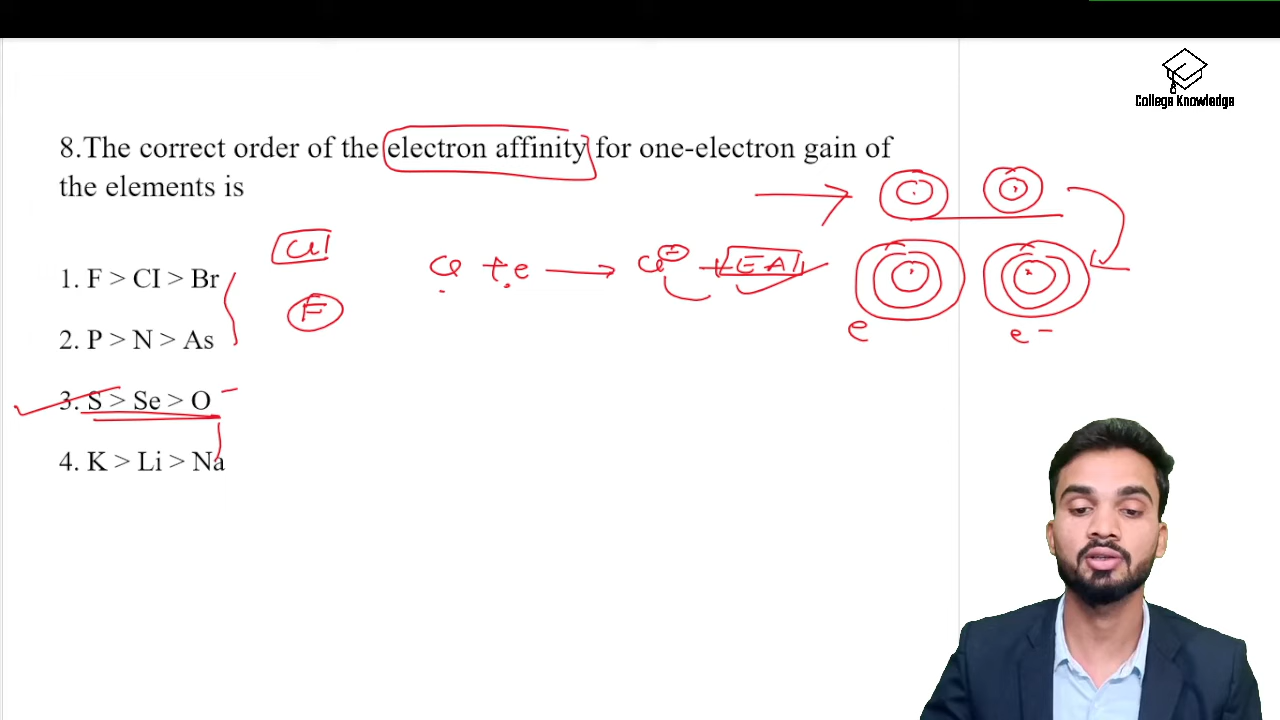 College Knowledge
8.The correct order of the electron affinity for one-electron gain of
the elements is
1. F > CI > Br
2. P > N > As
3. S > Se > O
4. K > Li > Na
Cl
F
Cl + e → Cl⊖ + EA
e e −